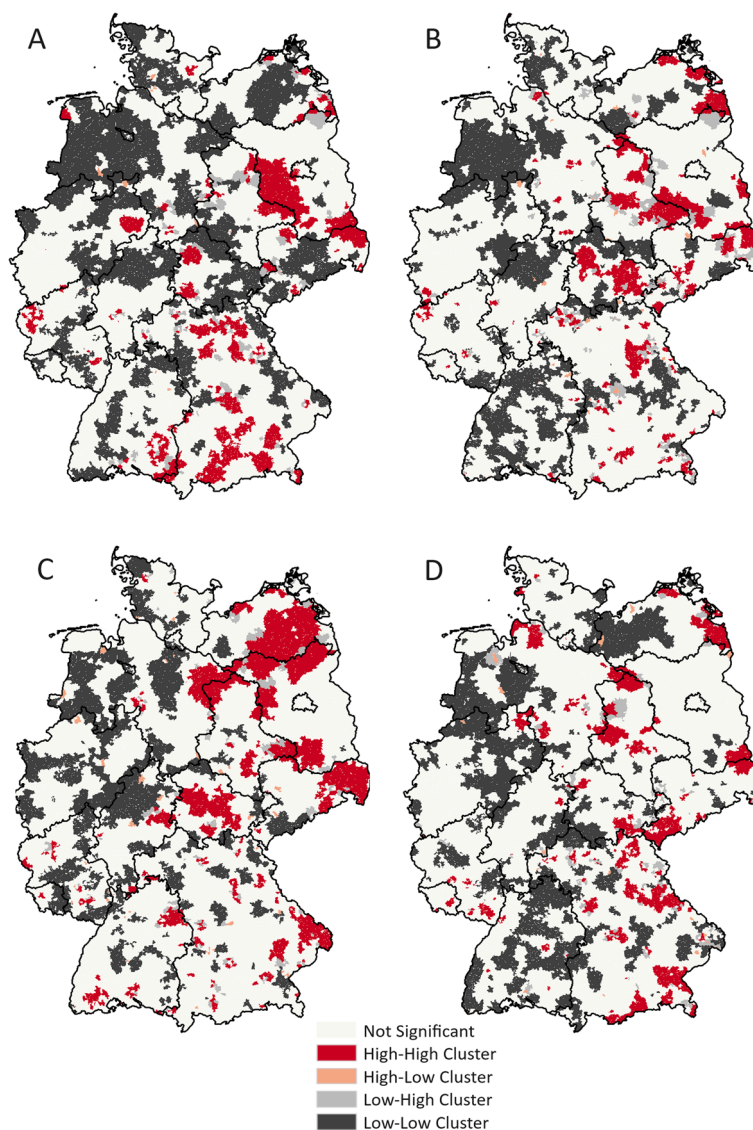 A
B
C
D
Not Significant
High-High Cluster
High-Low Cluster
Low-High Cluster
Low-Low Cluster